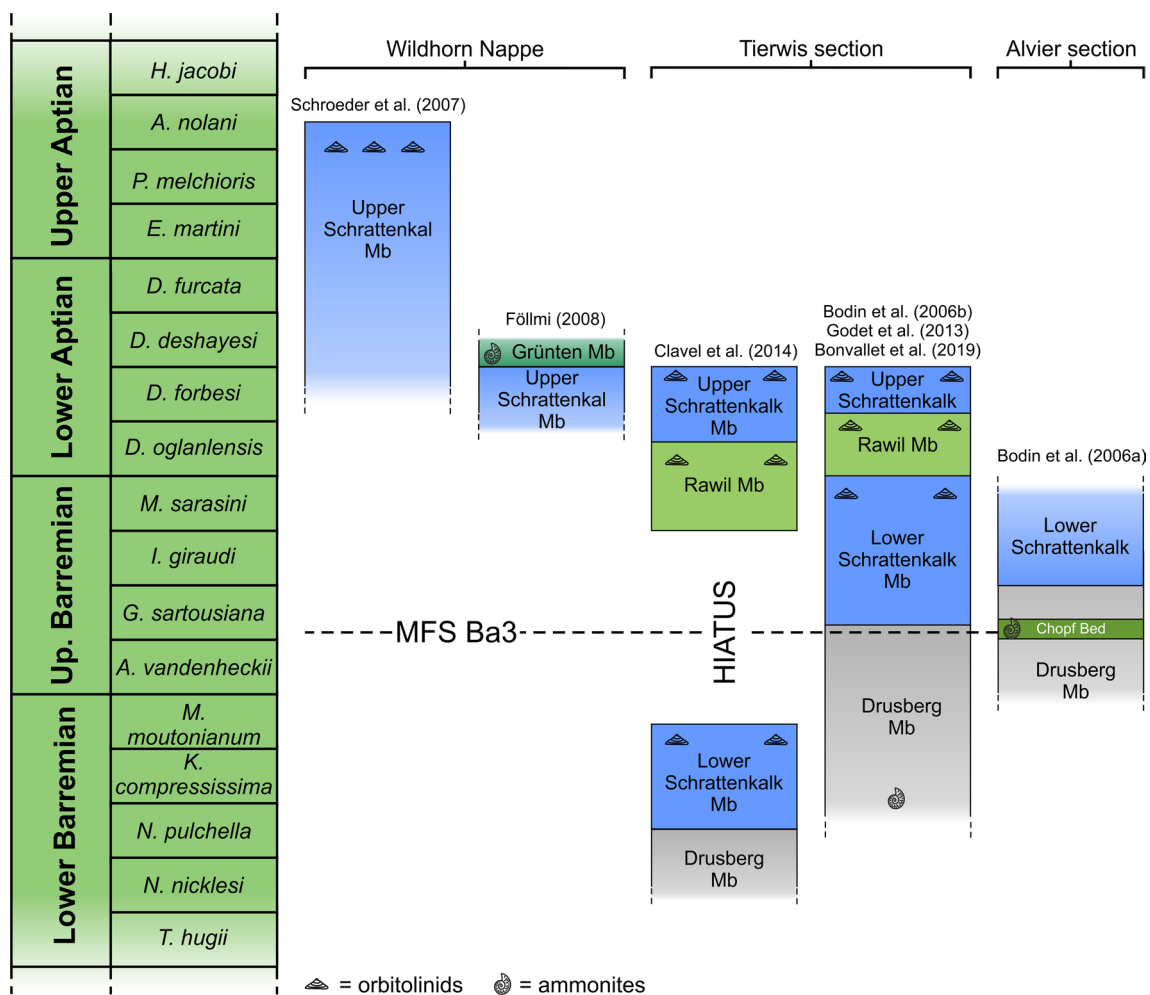 Wildhorn Nappe
Tierwis section
Alvier section
Upper Aptian
H. jacobi
A. nolani
P. melchioris
E. martini
Lower Aptian
D. furcata
D. deshayesi
D. forbesi
D. oglanlensis
Up. Barremian
M. sarasini
I. giraudi
G. sartousiana
A. vandenheckii
Lower Barremian
M.
moutonianum
K.
compressissima
N. pulchella
N. nicklesi
T. hugii
Schroeder et al. (2007)
Upper
Schrattenkal
Mb
Föllmi (2008)
Grünten Mb
Upper
Schrattenkal
Mb
MFS Ba3
Clavel et al. (2014)
Upper
Schrattenkalk
Mb
Rawil Mb
HIATUS
Lower
Schrattenkalk
Mb
Drusberg
Mb
Bodin et al. (2006b)
Godet et al. (2013)
Bonvallet et al. (2019)
Upper
Schrattenkalk
Rawil Mb
Lower
Schrattenkalk
Mb
Drusberg
Mb
Bodin et al. (2006a)
Lower
Schrattenkalk
Chopf Bed
Drusberg
Mb
= orbitolinids
= ammonites